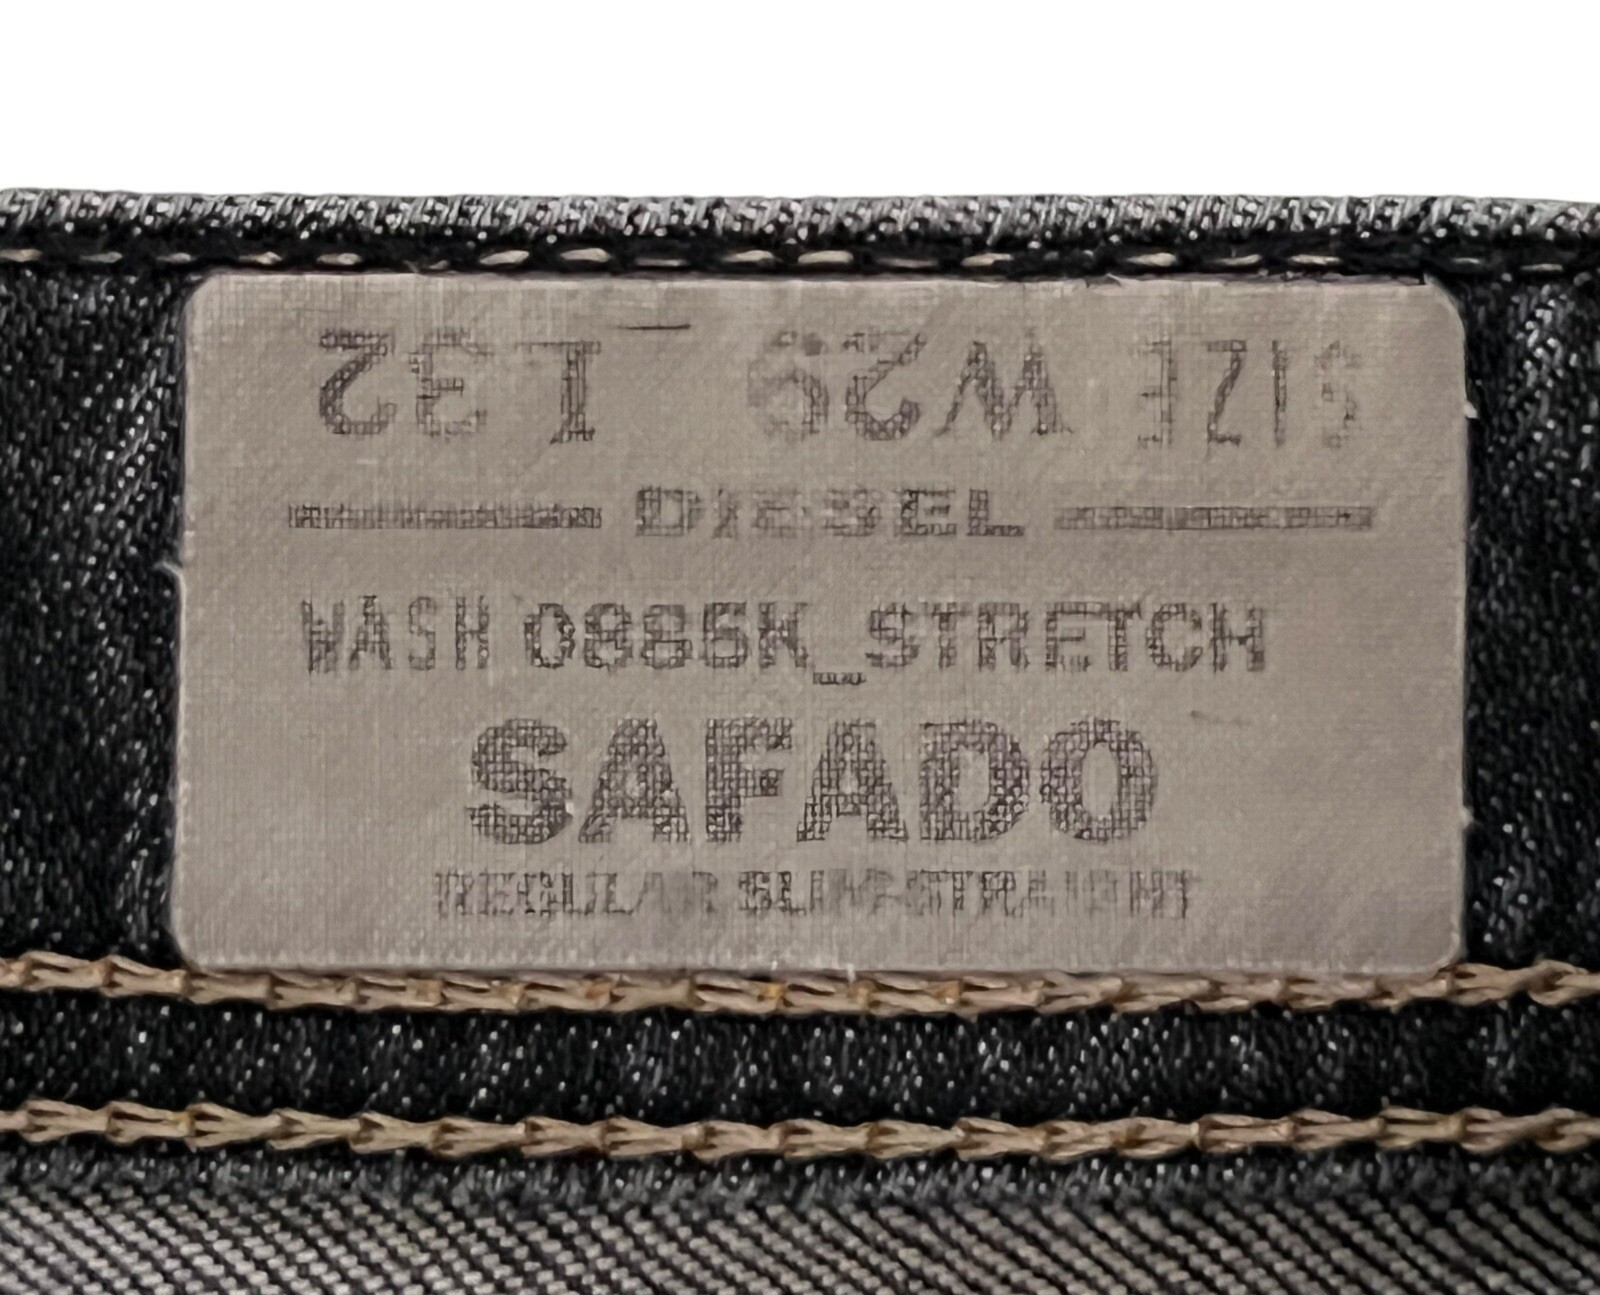 SIZE W29 L32
DIESEL
WASH 0885K_STRETCH
SAFADO
REGULAR SLIM-STRAIGHT